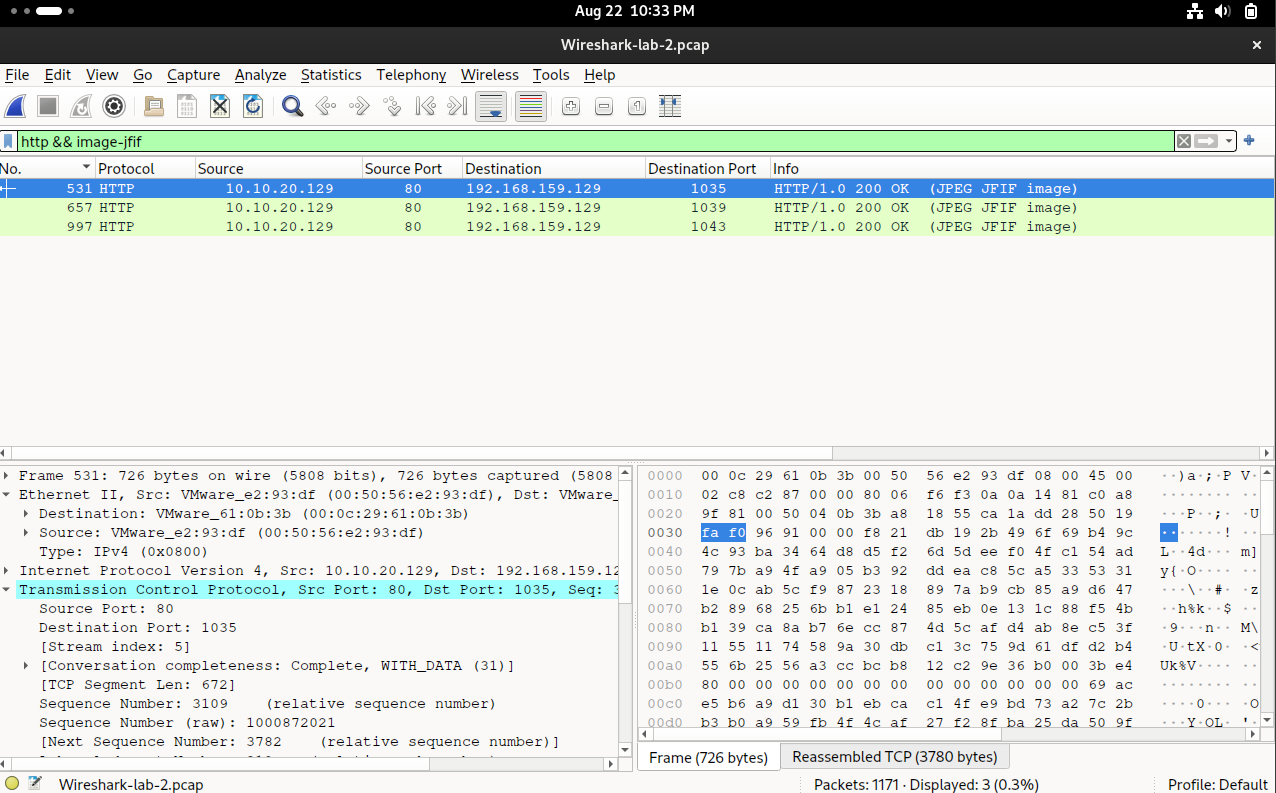 Aug 22 10:33 PM
Wireshark-lab-2.pcap
File Edit View Go Capture Analyze Statistics Telephony Wireless Tools Help
http && image-jfif
No. Protocol Source Source Port Destination Destination Port Info
531 HTTP 10.10.20.129 80 192.168.159.129 1035 HTTP/1.0 200 OK (JPEG JFIF image)
657 HTTP 10.10.20.129 80 192.168.159.129 1039 HTTP/1.0 200 OK (JPEG JFIF image)
997 HTTP 10.10.20.129 80 192.168.159.129 1043 HTTP/1.0 200 OK (JPEG JFIF image)
Frame 531: 726 bytes on wire (5808 bits), 726 bytes captured (5808
Ethernet II, Src: VMware_e2:93:df (00:50:56:e2:93:df), Dst: VMware_
Destination: VMware_61:0b:3b (00:0c:29:61:0b:3b)
Source: VMware_e2:93:df (00:50:56:e2:93:df)
Type: IPv4 (0x0800)
Internet Protocol Version 4, Src: 10.10.20.129, Dst: 192.168.159.12
Transmission Control Protocol, Src Port: 80, Dst Port: 1035, Seq: 3
Source Port: 80
Destination Port: 1035
[Stream index: 5]
[Conversation completeness: Complete, WITH_DATA (31)]
[TCP Segment Len: 672]
Sequence Number: 3109 (relative sequence number)
Sequence Number (raw): 1000872021
[Next Sequence Number: 3782 (relative sequence number)]
0000 00 0c 29 61 0b 3b 00 50 56 e2 93 df 08 00 45 00 ··)a·;·P V·
0010 02 c8 c2 87 00 00 80 06 f6 f3 0a 0a 14 81 c0 a8
0020 9f 81 00 50 04 0b 3b a8 18 55 ca 1a dd 28 50 19 ···P··;· ·U
0030 fa f0 96 91 00 00 f8 21 db 19 2b 49 6f 69 b4 9c ·······!
0040 4c 93 ba 34 64 d8 d5 f2 6d 5d ee f0 4f c1 54 ad L··4d··· m]
0050 79 7b a9 4f a9 05 b3 92 dd ea c8 5c a5 33 53 31 y{·O····
0060 1e 0c ab 5c f9 87 23 18 89 7a b9 cb 85 a9 d6 47 ···\··#· ·z
0070 b2 89 68 25 6b b1 e1 24 85 eb 0e 13 1c 88 f5 4b ··h%k··$
0080 b1 39 ca 8a b7 6e cc 87 4d 5c af d4 ab 8e c5 3f ·9···n·· M\
0090 11 55 11 74 58 9a 30 db c1 3c 75 9d 61 df d2 b4 ·U·tX·0· ·<
00a0 55 6b 25 56 a3 cc bc b8 12 c2 9e 36 b0 00 3b e4 Uk%V····
00b0 80 00 00 00 00 00 00 00 00 00 00 00 00 00 69 ac
00c0 e5 b6 a9 d1 30 b1 eb ca c1 4f e9 bd 73 a2 7c 2b ····0··· ·O
00d0 b3 b0 a9 59 fb 4f 4c af 27 f2 8f ba 25 da 50 9f ···Y·OL· '·
Frame (726 bytes) Reassembled TCP (3780 bytes)
Wireshark-lab-2.pcap Packets: 1171 · Displayed: 3 (0.3%) Profile: Default